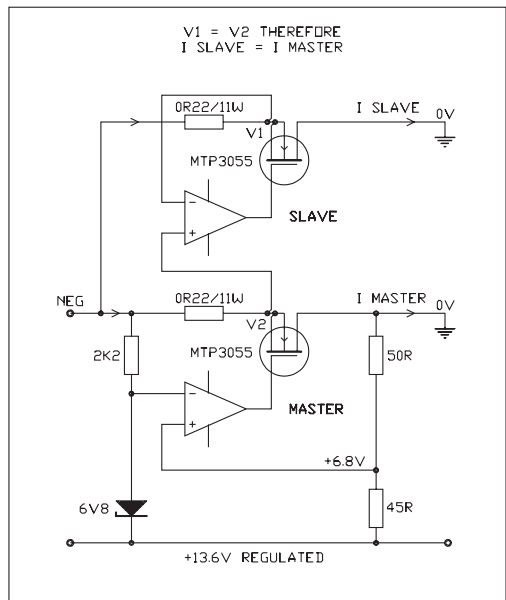 V1 = V2 THEREFORE
I SLAVE = I MASTER
0R22/11W
I SLAVE
0V
V1
MTP3055
−
+
SLAVE
NEG
0R22/11W
I MASTER
0V
V2
2K2
MTP3055
50R
−
+
MASTER
+6.8V
6V8
45R
+13.6V REGULATED